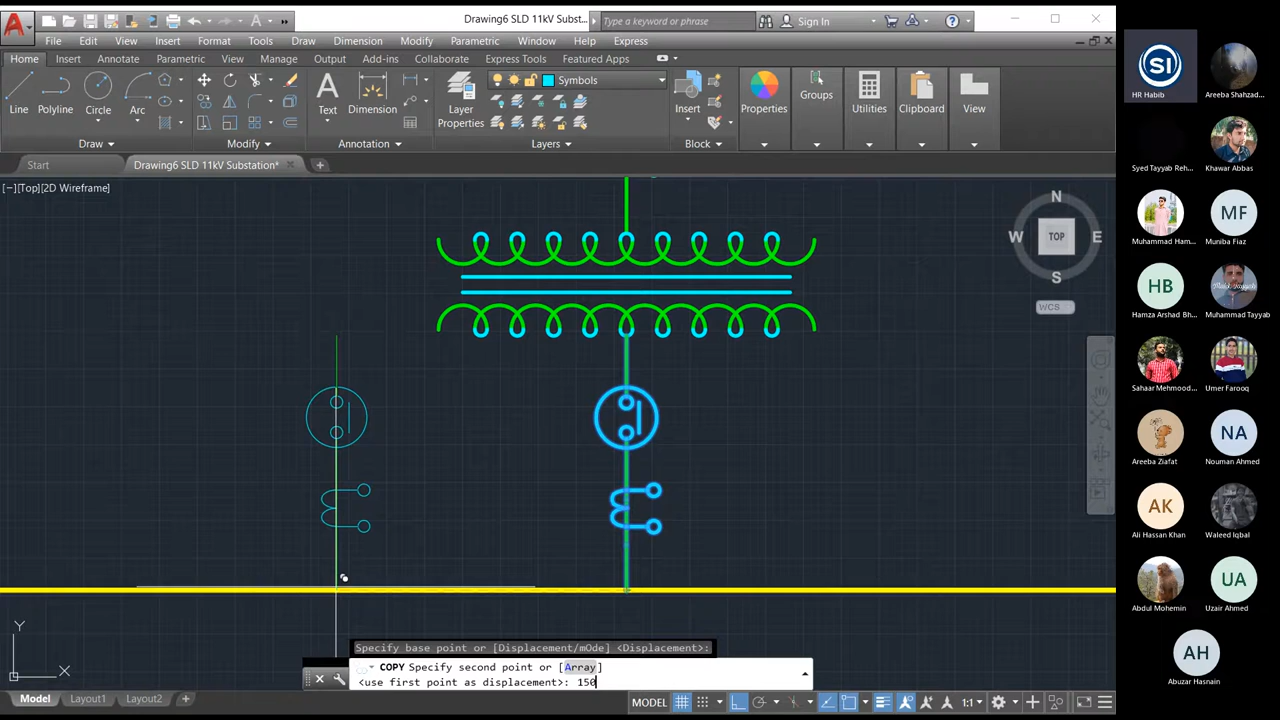 Drawing6 SLD 11kV Subst...
Type a keyword or phrase
Sign In
File Edit View Insert Format Tools Draw Dimension Modify Parametric Window Help Express
Home Insert Annotate Parametric View Manage Output Add-ins Collaborate Express Tools Featured Apps
Symbols
Line Polyline Circle Arc Text Dimension Layer Properties Insert Properties Groups Utilities Clipboard View
Draw Modify Annotation Layers Block
Start Drawing6 SLD 11kV Substation*
[−][Top][2D Wireframe]
N
W TOP E
S
WCS
Y
X
Specify base point or [Displacement/mOde] <Displacement>:
COPY Specify second point or [Array]
<use first point as displacement>: 150
Model Layout1 Layout2 MODEL 1:1
SI
HR Habib Areeba Shahzad...
Syed Tayyab Reh... Khawar Abbas
MF
Muhammad Ham... Muniba Fiaz
HB
Hamza Arshad Bh... Muhammad Tayyab
Sahaar Mehmood... Umer Farooq
NA
Areeba Ziafat Nouman Ahmed
AK
Ali Hassan Khan Waleed Iqbal
UA
Abdul Mohemin Uzair Ahmed
AH
Abuzar Hasnain